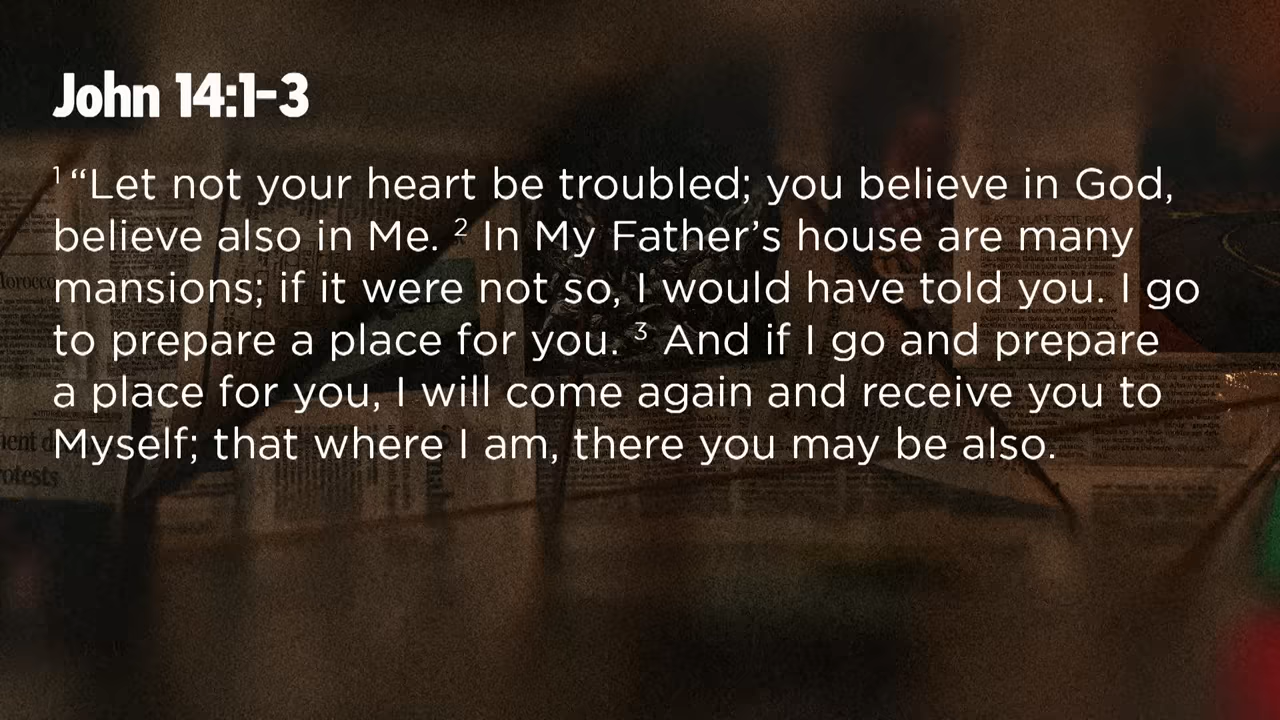 John 14:1-3
1 “Let not your heart be troubled; you believe in God,
believe also in Me. 2 In My Father’s house are many
mansions; if it were not so, I would have told you. I go
to prepare a place for you. 3 And if I go and prepare
a place for you, I will come again and receive you to
Myself; that where I am, there you may be also.
Morocco
rotests